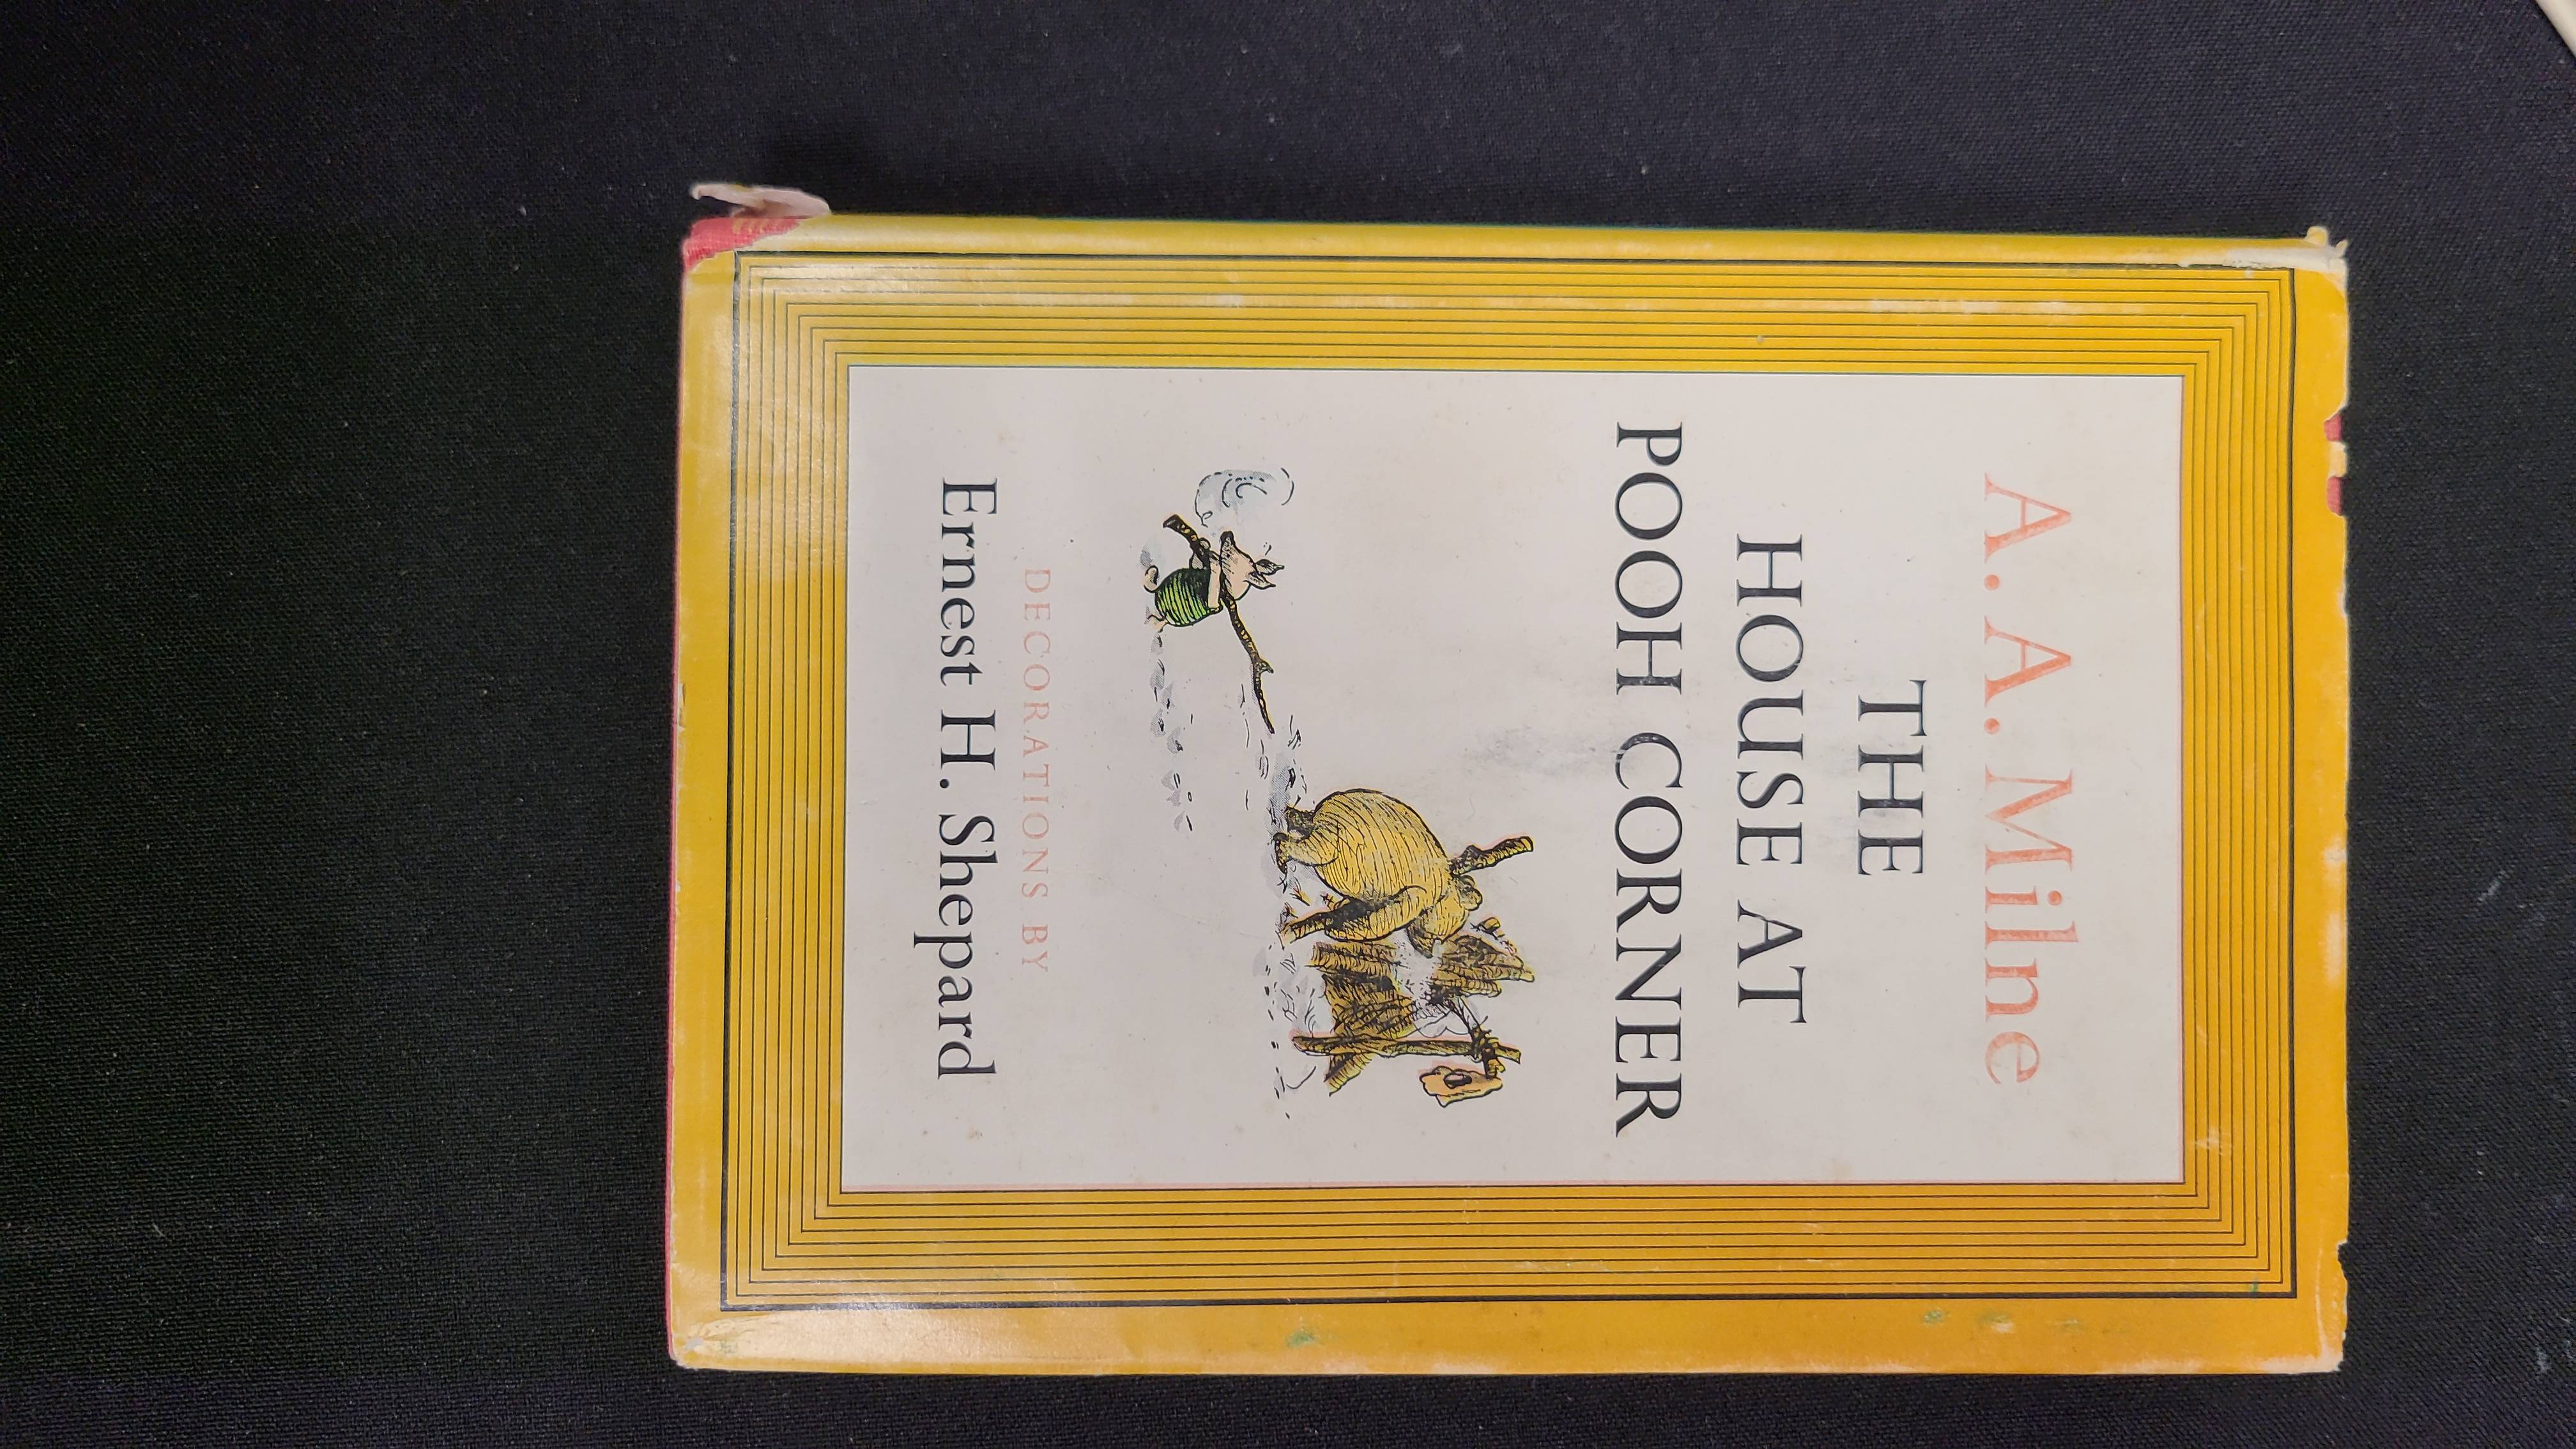 A. A. Milne
THE
HOUSE AT
POOH CORNER
DECORATIONS BY
Ernest H. Shepard